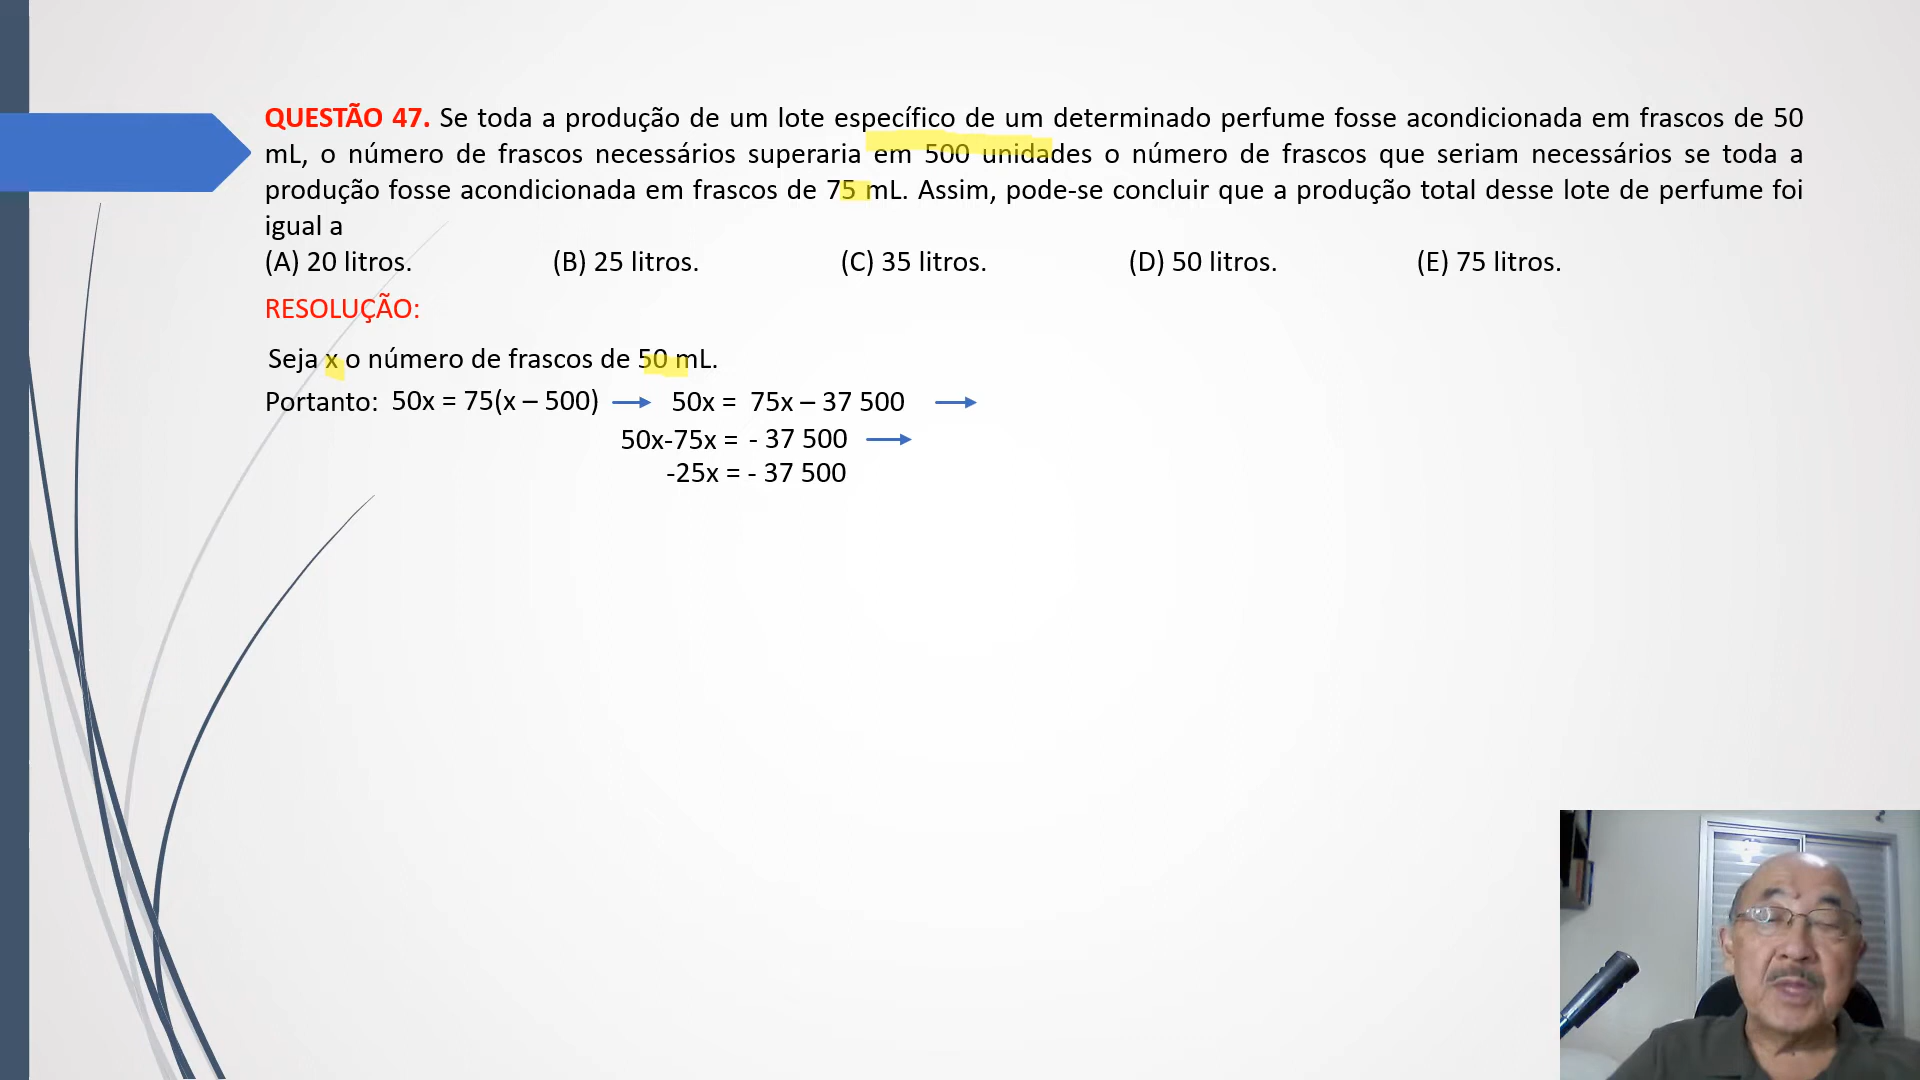 QUESTÃO 47. Se toda a produção de um lote específico de um determinado perfume fosse acondicionada em frascos de 50
mL, o número de frascos necessários superaria em 500 unidades o número de frascos que seriam necessários se toda a
produção fosse acondicionada em frascos de 75 mL. Assim, pode-se concluir que a produção total desse lote de perfume foi
igual a
(A) 20 litros. (B) 25 litros. (C) 35 litros. (D) 50 litros. (E) 75 litros.
RESOLUÇÃO:
Seja x o número de frascos de 50 mL.
Portanto: 50x = 75(x – 500) 50x = 75x – 37 500
50x-75x = - 37 500
-25x = - 37 500